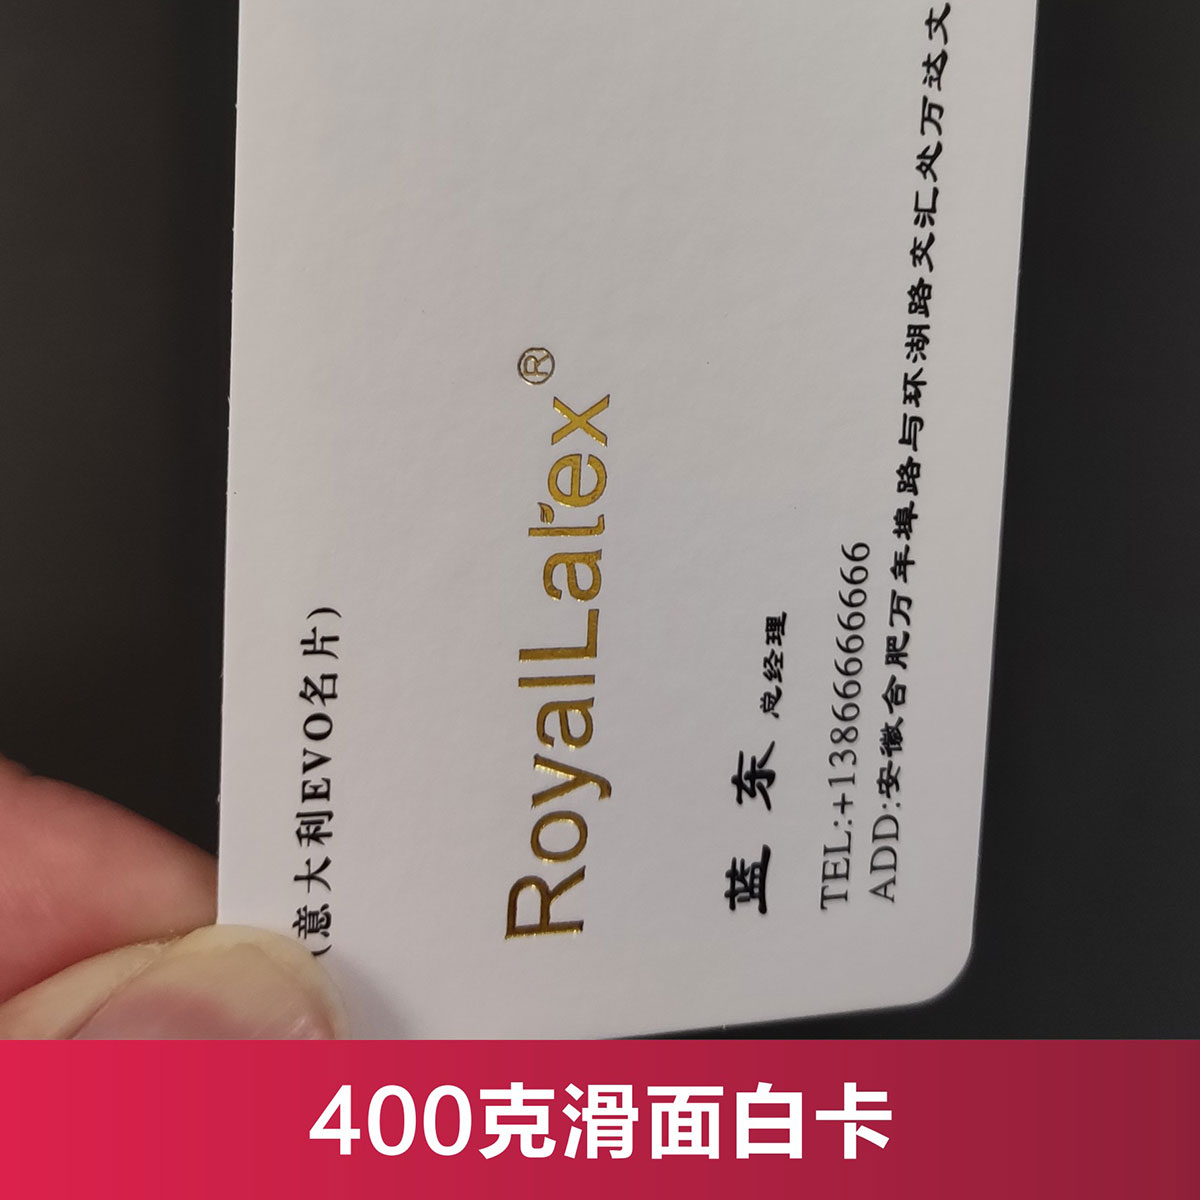 (意大利EVO名片)
RoyalLatex®
蓝东 总经理
TEL:+13866666666
ADD:安徽合肥万年埠路与环湖路交汇处万达文
400克滑面白卡